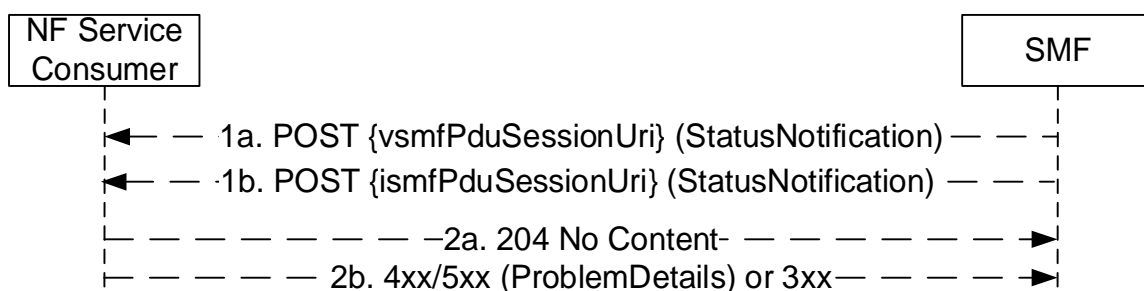 NF Service
Consumer
SMF
1a. POST {vsmfPduSessionUri} (StatusNotification)
1b. POST {ismfPduSessionUri} (StatusNotification)
2a. 204 No Content
2b. 4xx/5xx (ProblemDetails) or 3xx